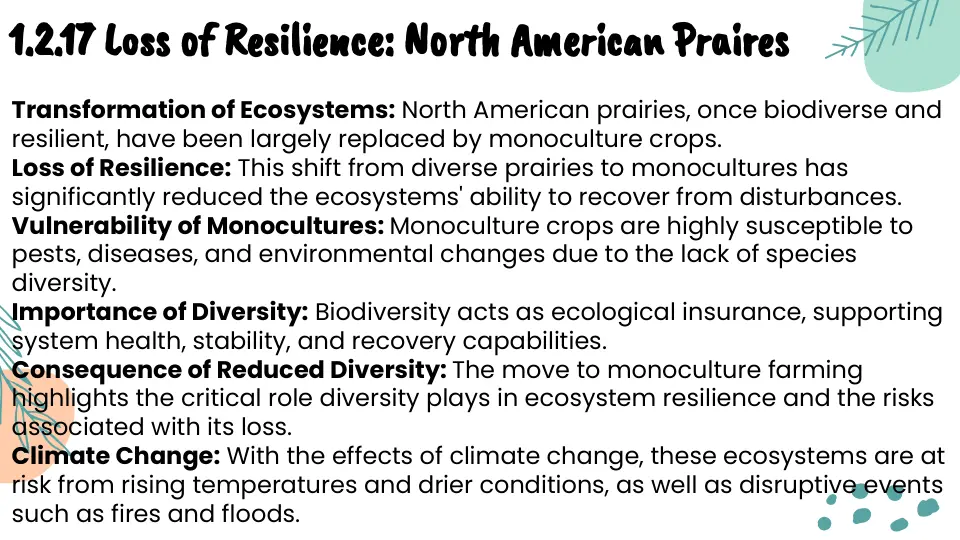 1.2.17 Loss of Resilience: North American Praires
Transformation of Ecosystems: North American prairies, once biodiverse and
resilient, have been largely replaced by monoculture crops.
Loss of Resilience: This shift from diverse prairies to monocultures has
significantly reduced the ecosystems' ability to recover from disturbances.
Vulnerability of Monocultures: Monoculture crops are highly susceptible to
pests, diseases, and environmental changes due to the lack of species
diversity.
Importance of Diversity: Biodiversity acts as ecological insurance, supporting
system health, stability, and recovery capabilities.
Consequence of Reduced Diversity: The move to monoculture farming
highlights the critical role diversity plays in ecosystem resilience and the risks
associated with its loss.
Climate Change: With the effects of climate change, these ecosystems are at
risk from rising temperatures and drier conditions, as well as disruptive events
such as fires and floods.